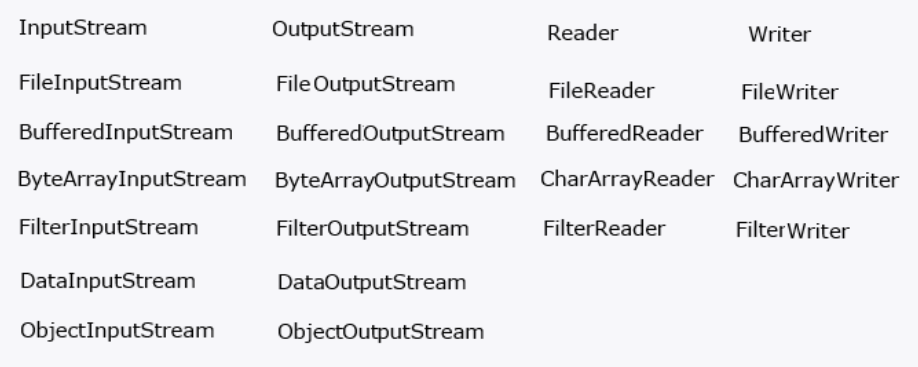 InputStream OutputStream Reader Writer
FileInputStream FileOutputStream FileReader FileWriter
BufferedInputStream BufferedOutputStream BufferedReader BufferedWriter
ByteArrayInputStream ByteArrayOutputStream CharArrayReader CharArrayWriter
FilterInputStream FilterOutputStream FilterReader FilterWriter
DataInputStream DataOutputStream
ObjectInputStream ObjectOutputStream